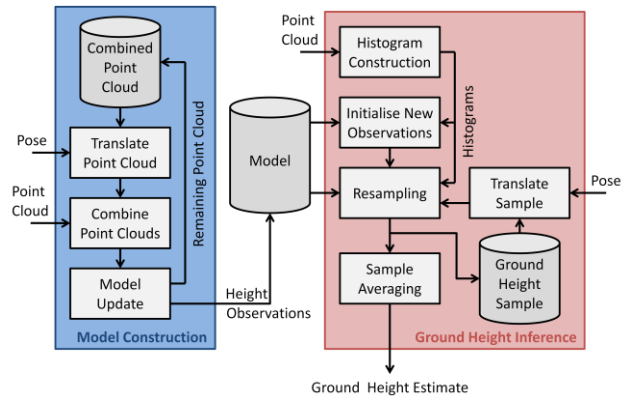 Combined
Point
Cloud
Pose
Translate
Point Cloud
Point
Cloud
Combine
Point Clouds
Model
Update
Remaining Point Cloud
Model Construction
Height
Observations
Model
Point
Cloud
Histogram
Construction
Histograms
Initialise New
Observations
Resampling
Translate
Sample
Pose
Sample
Averaging
Ground
Height
Sample
Ground Height Inference
Ground Height Estimate